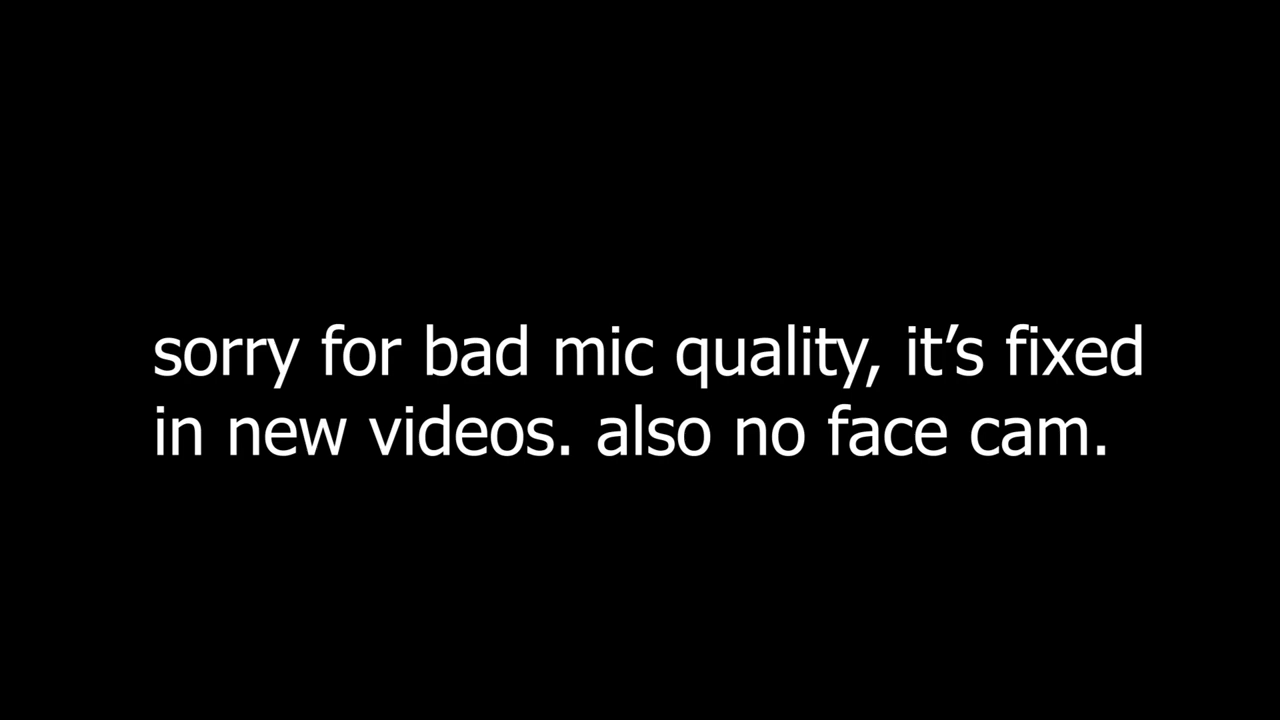 sorry for bad mic quality, it’s fixed
in new videos. also no face cam.